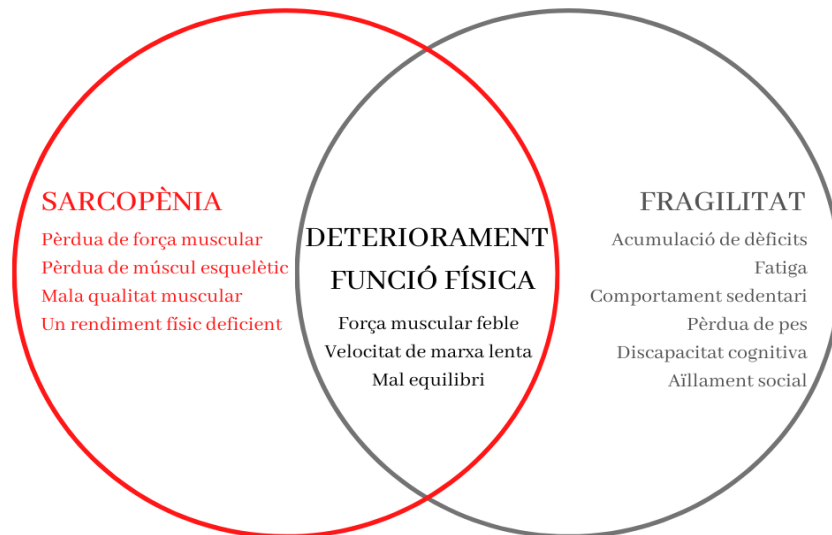 SARCOPÈNIA
Pèrdua de força muscular
Pèrdua de múscul esquelètic
Mala qualitat muscular
Un rendiment físic deficient
DETERIORAMENT
FUNCIÓ FÍSICA
Força muscular feble
Velocitat de marxa lenta
Mal equilibri
FRAGILITAT
Acumulació de dèficits
Fatiga
Comportament sedentari
Pèrdua de pes
Discapacitat cognitiva
Aïllament social